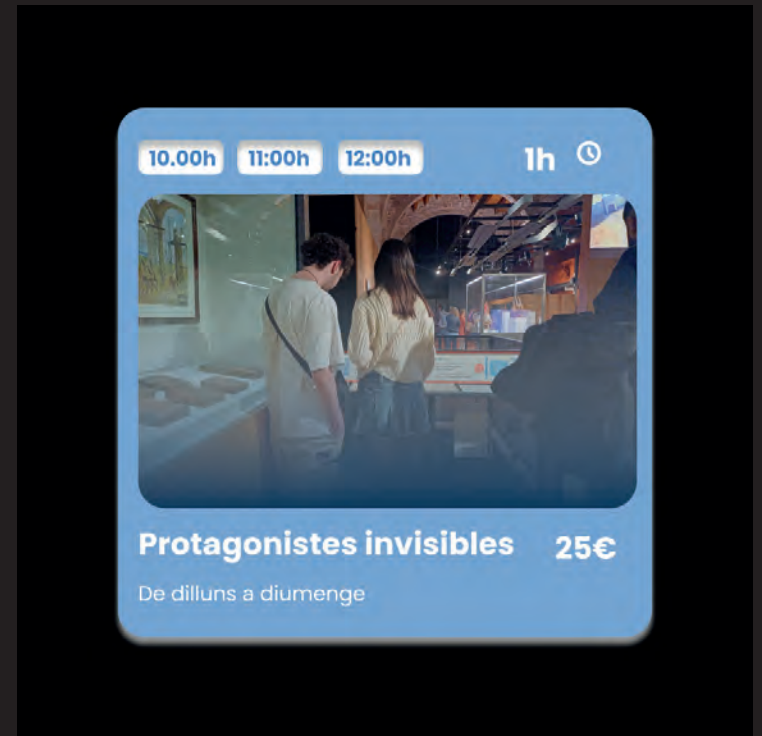 10.00h 11:00h 12:00h 1h
Protagonistes invisibles 25€
De dilluns a diumenge